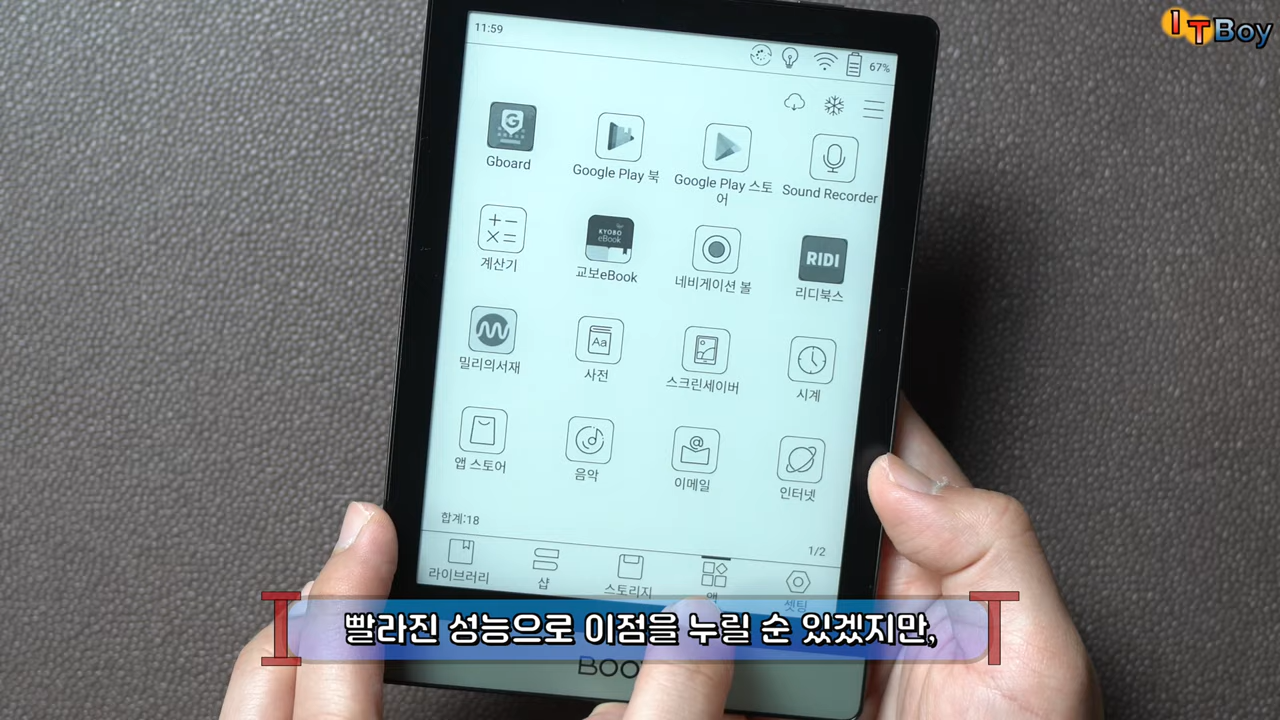 ITBoy
11:59
67%
Gboard
Google Play 북
Google Play 스토
어
Sound Recorder
계산기
KYOBO
eBook
교보eBook
네비게이션 볼
RIDI
리디북스
밀리의서재
Aa
사전
스크린세이버
시계
앱 스토어
음악
이메일
인터넷
합계:18
1/2
라이브러리
샵
스토리지
앱
셋팅
빨라진 성능으로 이점을 누릴 순 있겠지만,
BOO